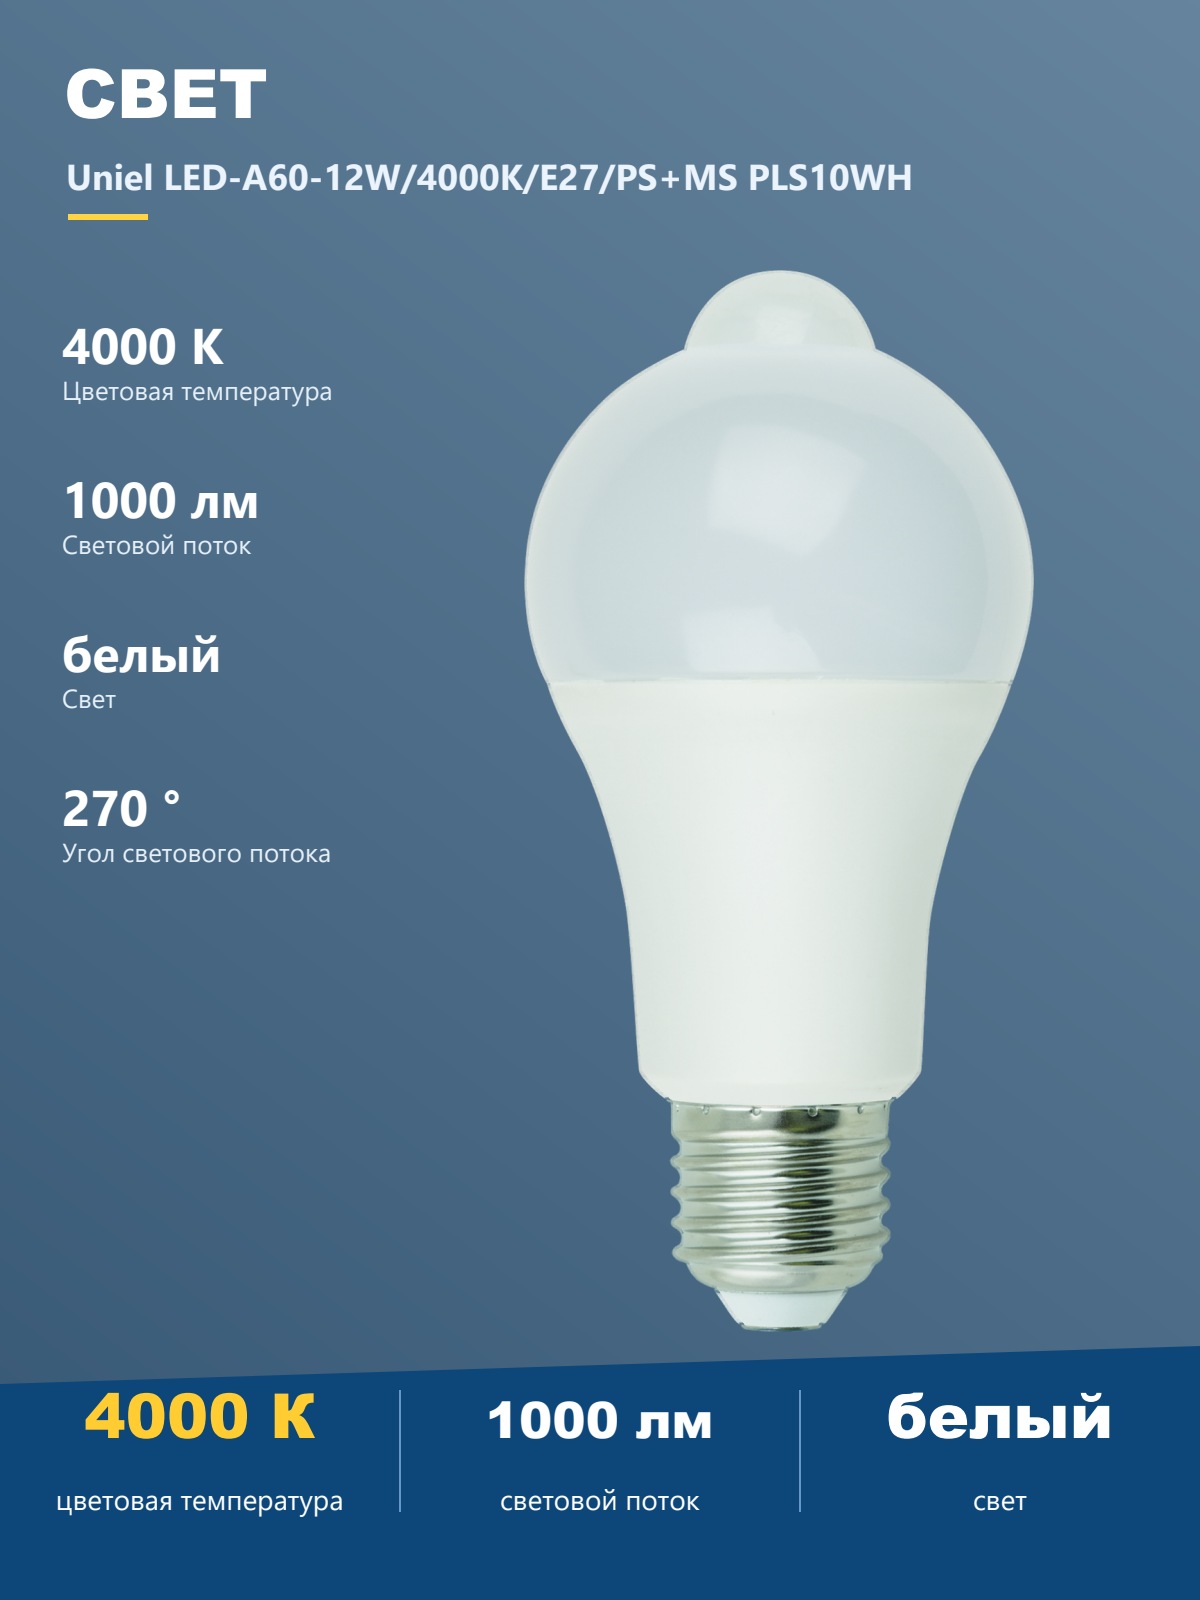 СВЕТ
Uniel LED-A60-12W/4000K/E27/PS+MS PLS10WH
4000 К
Цветовая температура
1000 лм
Световой поток
белый
Свет
270 °
Угол светового потока
4000 К
цветовая температура
1000 лм
световой поток
белый
свет